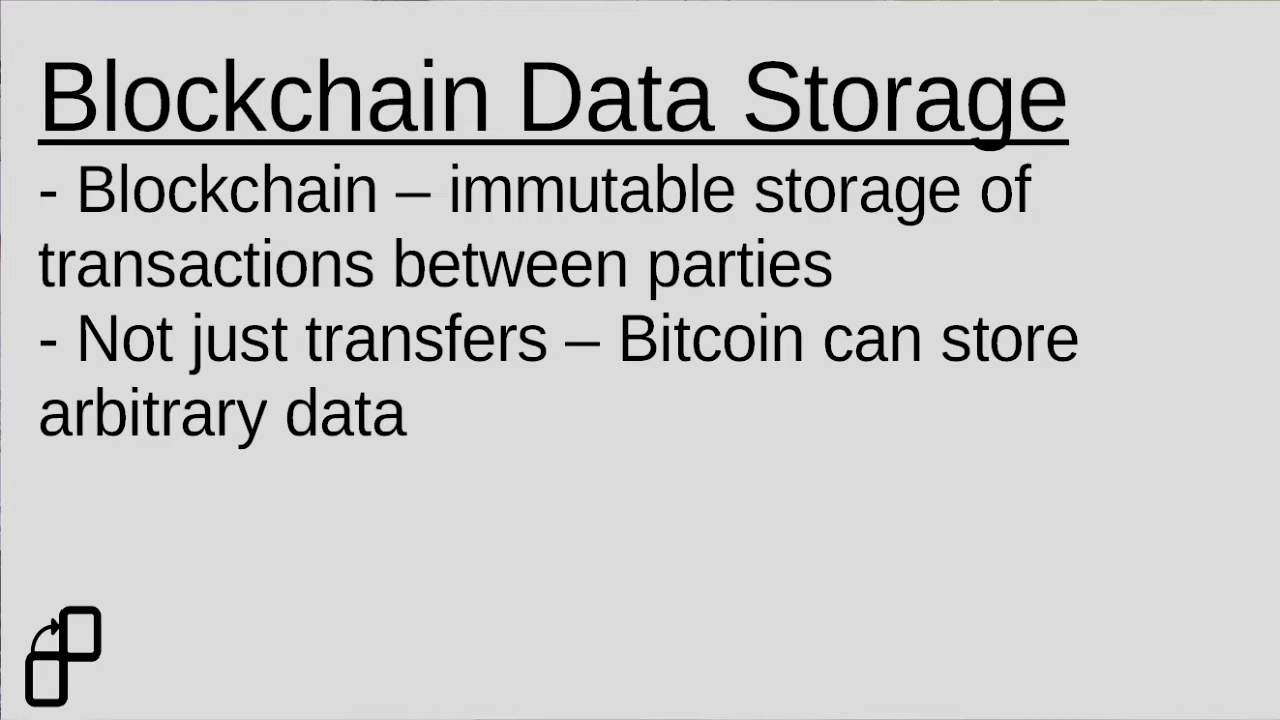 Blockchain Data Storage
- Blockchain – immutable storage of
transactions between parties
- Not just transfers – Bitcoin can store
arbitrary data